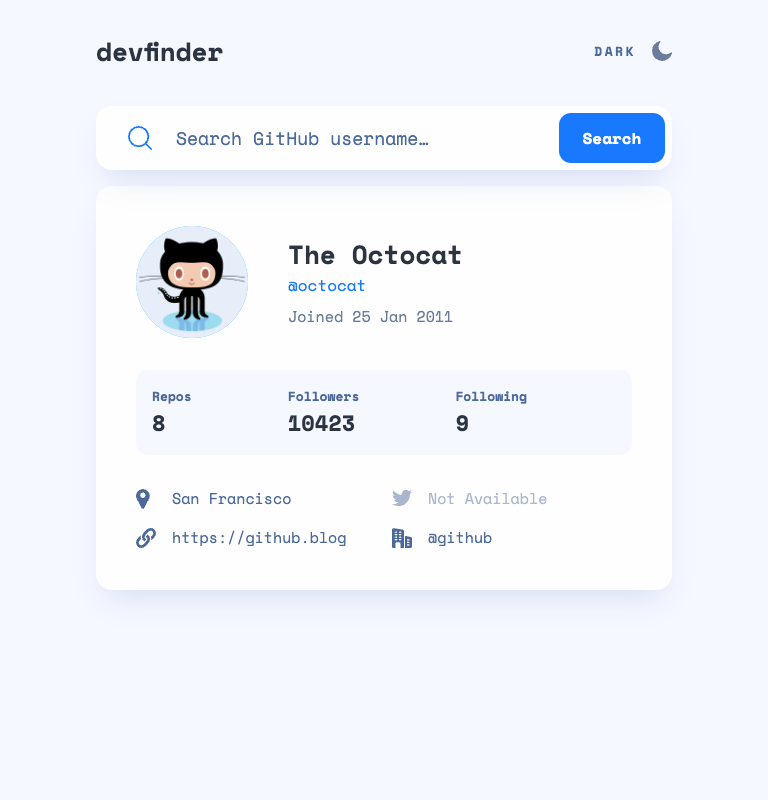 devfinder
DARK
Search GitHub username…
Search
The Octocat
@octocat
Joined 25 Jan 2011
Repos Followers Following
8 10423 9
San Francisco Not Available
https://github.blog @github